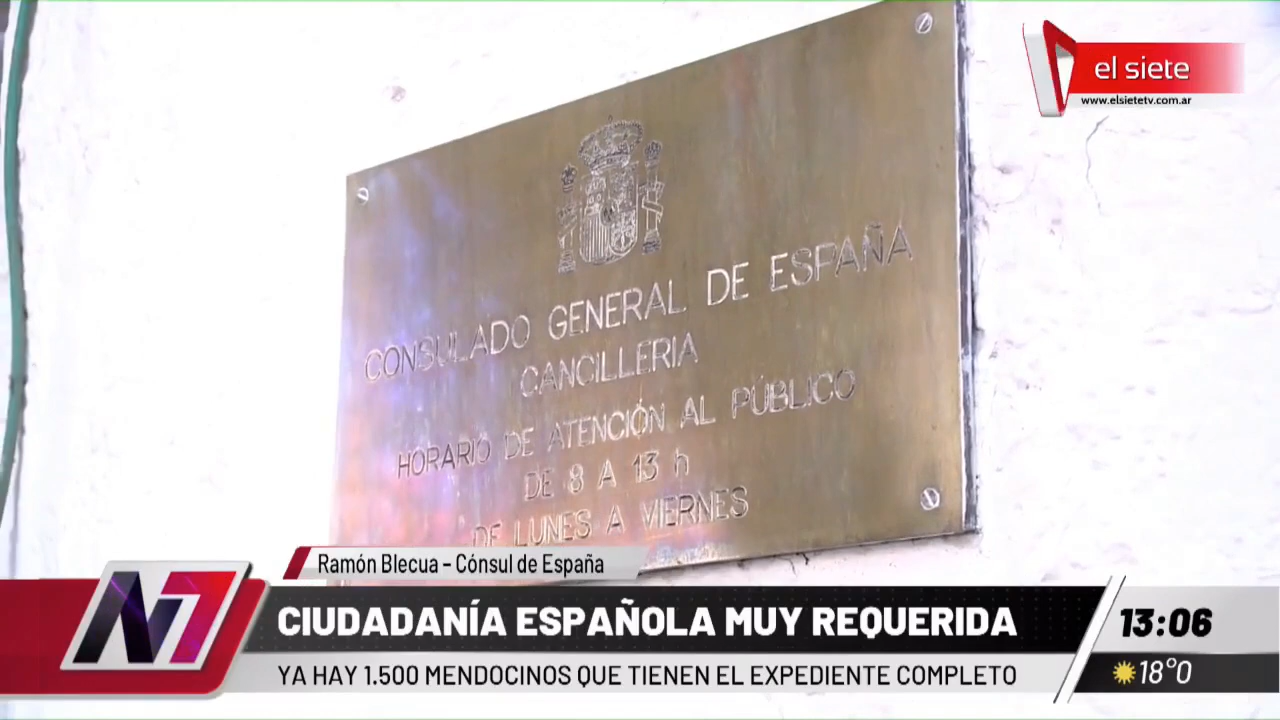 el siete
www.elsietetv.com.ar
CONSULADO GENERAL DE ESPAÑA
CANCILLERIA
HORARIO DE ATENCIÓN AL PÚBLICO
DE 8 A 13 h
DE LUNES A VIERNES
Ramón Blecua - Cónsul de España
N7
CIUDADANÍA ESPAÑOLA MUY REQUERIDA
13:06
YA HAY 1.500 MENDOCINOS QUE TIENEN EL EXPEDIENTE COMPLETO
18°0